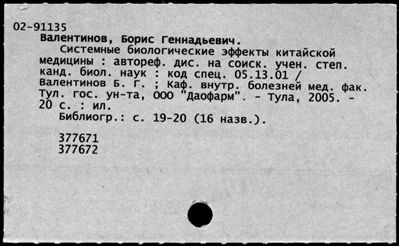 02-91135
Валентинов, Борис Геннадьевич.
Системные биологические эффекты китайской
медицины : автореф. дис. на соиск. учен. степ.
канд. биол. наук : код спец. 05.13.01 /
Валентинов Б. Г. ; Каф. внутр. болезней мед. фак.
Тул. гос. ун-та, ООО "Даофарм". - Тула, 2005. -
20 с. : ил.
Библиогр.: с. 19-20 (16 назв.).
377671
377672